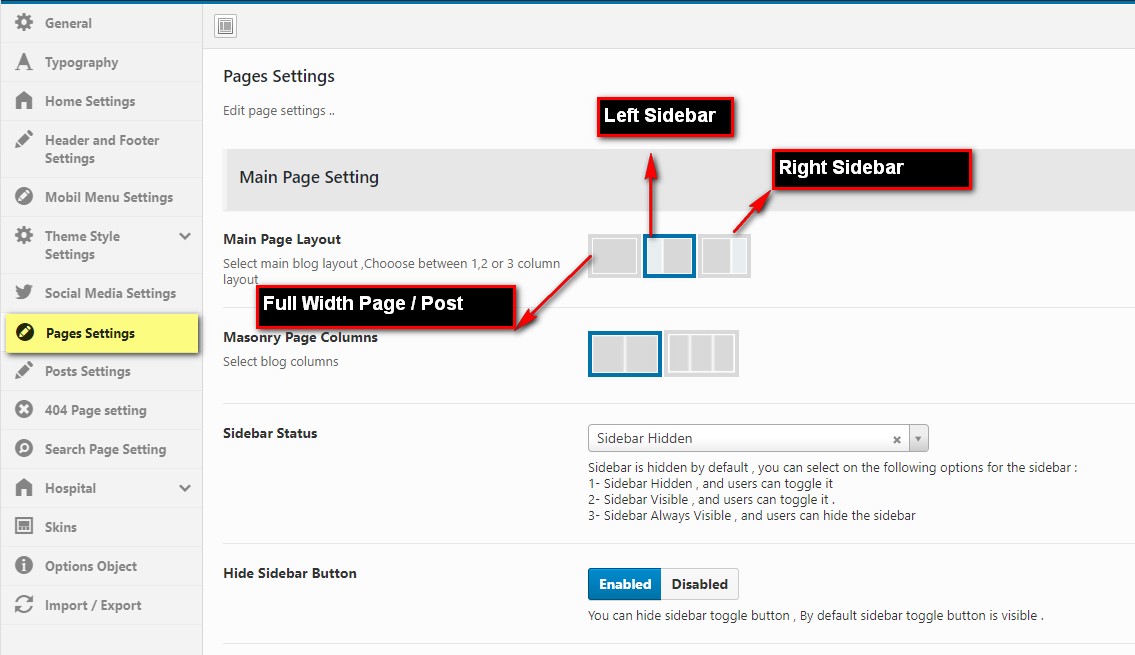 General
Typography
Home Settings
Header and Footer
Settings
Mobil Menu Settings
Theme Style
Settings
Social Media Settings
Pages Settings
Posts Settings
404 Page setting
Search Page Setting
Hospital
Skins
Options Object
Import / Export
Pages Settings
Edit page settings ..
Left Sidebar
Right Sidebar
Main Page Setting
Main Page Layout
Select main blog layout ,Chooose between 1,2 or 3 column
layout
Full Width Page / Post
Masonry Page Columns
Select blog columns
Sidebar Status
Sidebar Hidden
Sidebar is hidden by default , you can select on the following options for the sidebar :
1- Sidebar Hidden , and users can toggle it
2- Sidebar Visible , and users can toggle it .
3- Sidebar Always Visible , and users can hide the sidebar
Hide Sidebar Button
Enabled Disabled
You can hide sidebar toggle button , By default sidebar toggle button is visible .